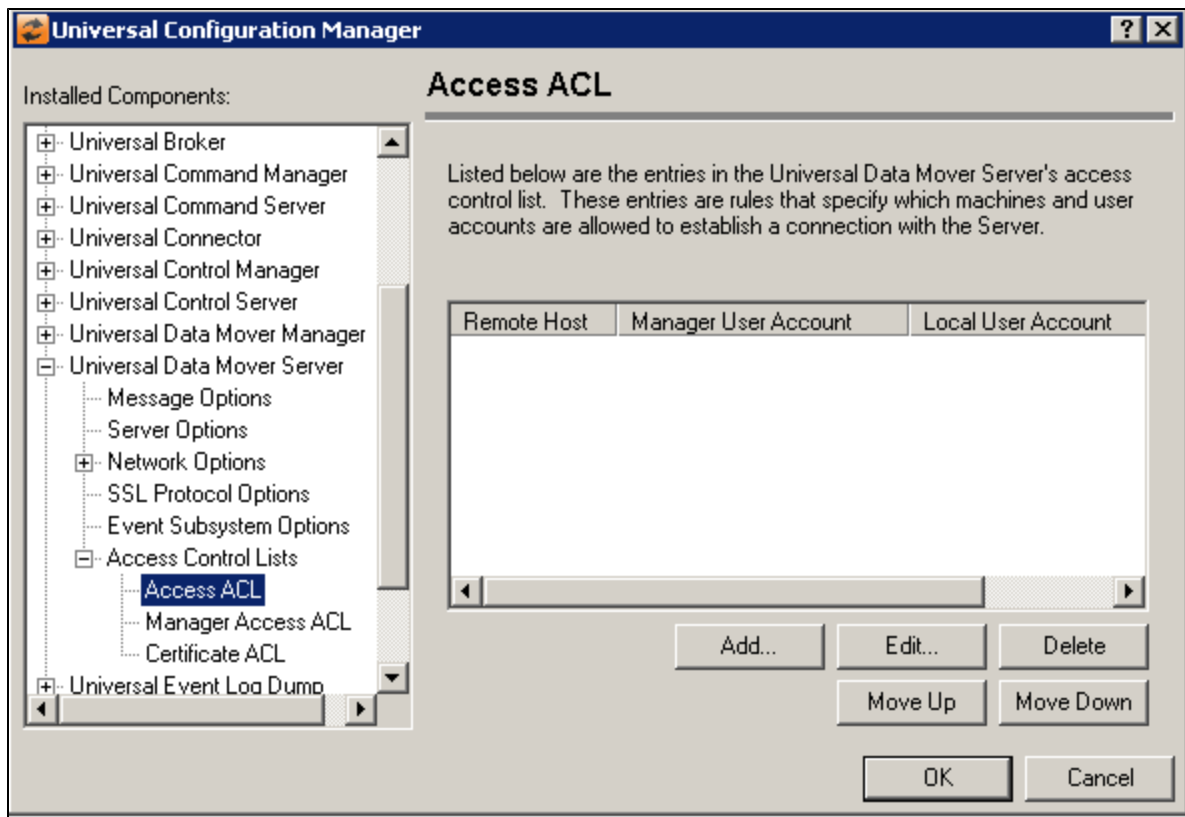 Universal Configuration Manager
Installed Components:
Universal Broker
Universal Command Manager
Universal Command Server
Universal Connector
Universal Control Manager
Universal Control Server
Universal Data Mover Manager
Universal Data Mover Server
Message Options
Server Options
Network Options
SSL Protocol Options
Event Subsystem Options
Access Control Lists
Access ACL
Manager Access ACL
Certificate ACL
Universal Event Log Dump
Access ACL
Listed below are the entries in the Universal Data Mover Server's access
control list.  These entries are rules that specify which machines and user
accounts are allowed to establish a connection with the Server.
Remote Host Manager User Account Local User Account
Add... Edit... Delete
Move Up Move Down
OK Cancel